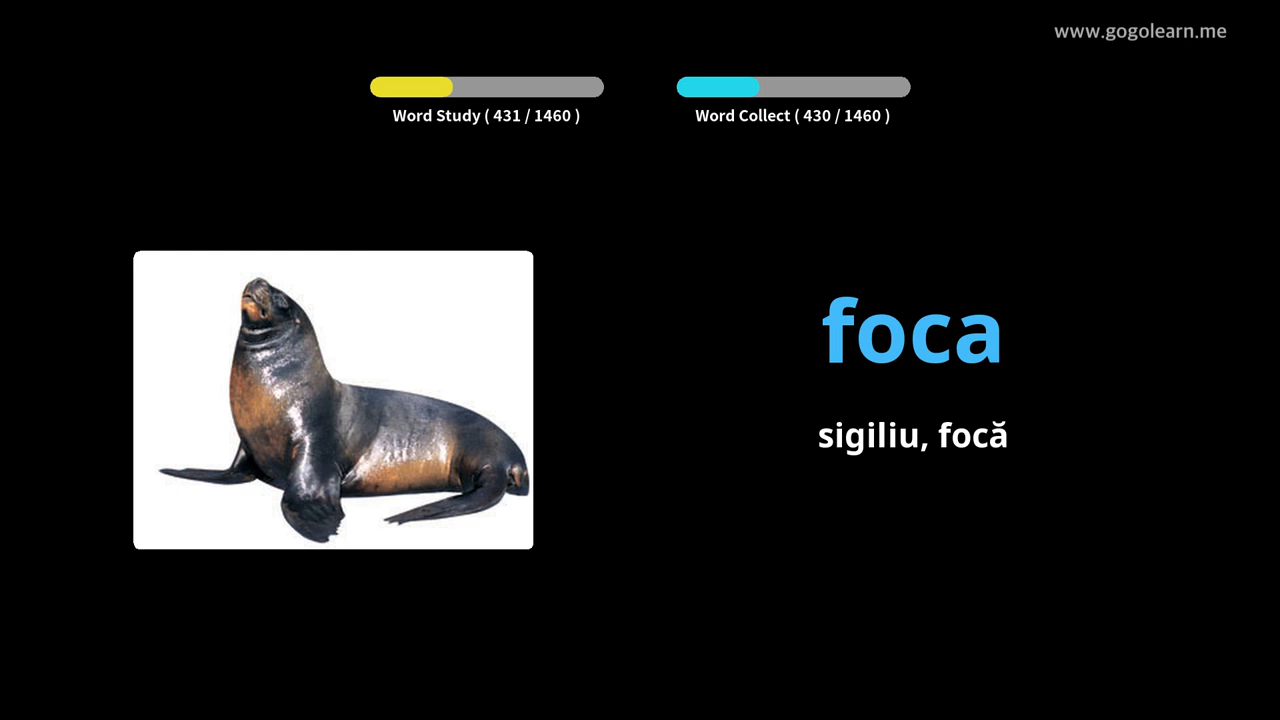 www.gogolearn.me
Word Study ( 431 / 1460 )
Word Collect ( 430 / 1460 )
foca
sigiliu, focă